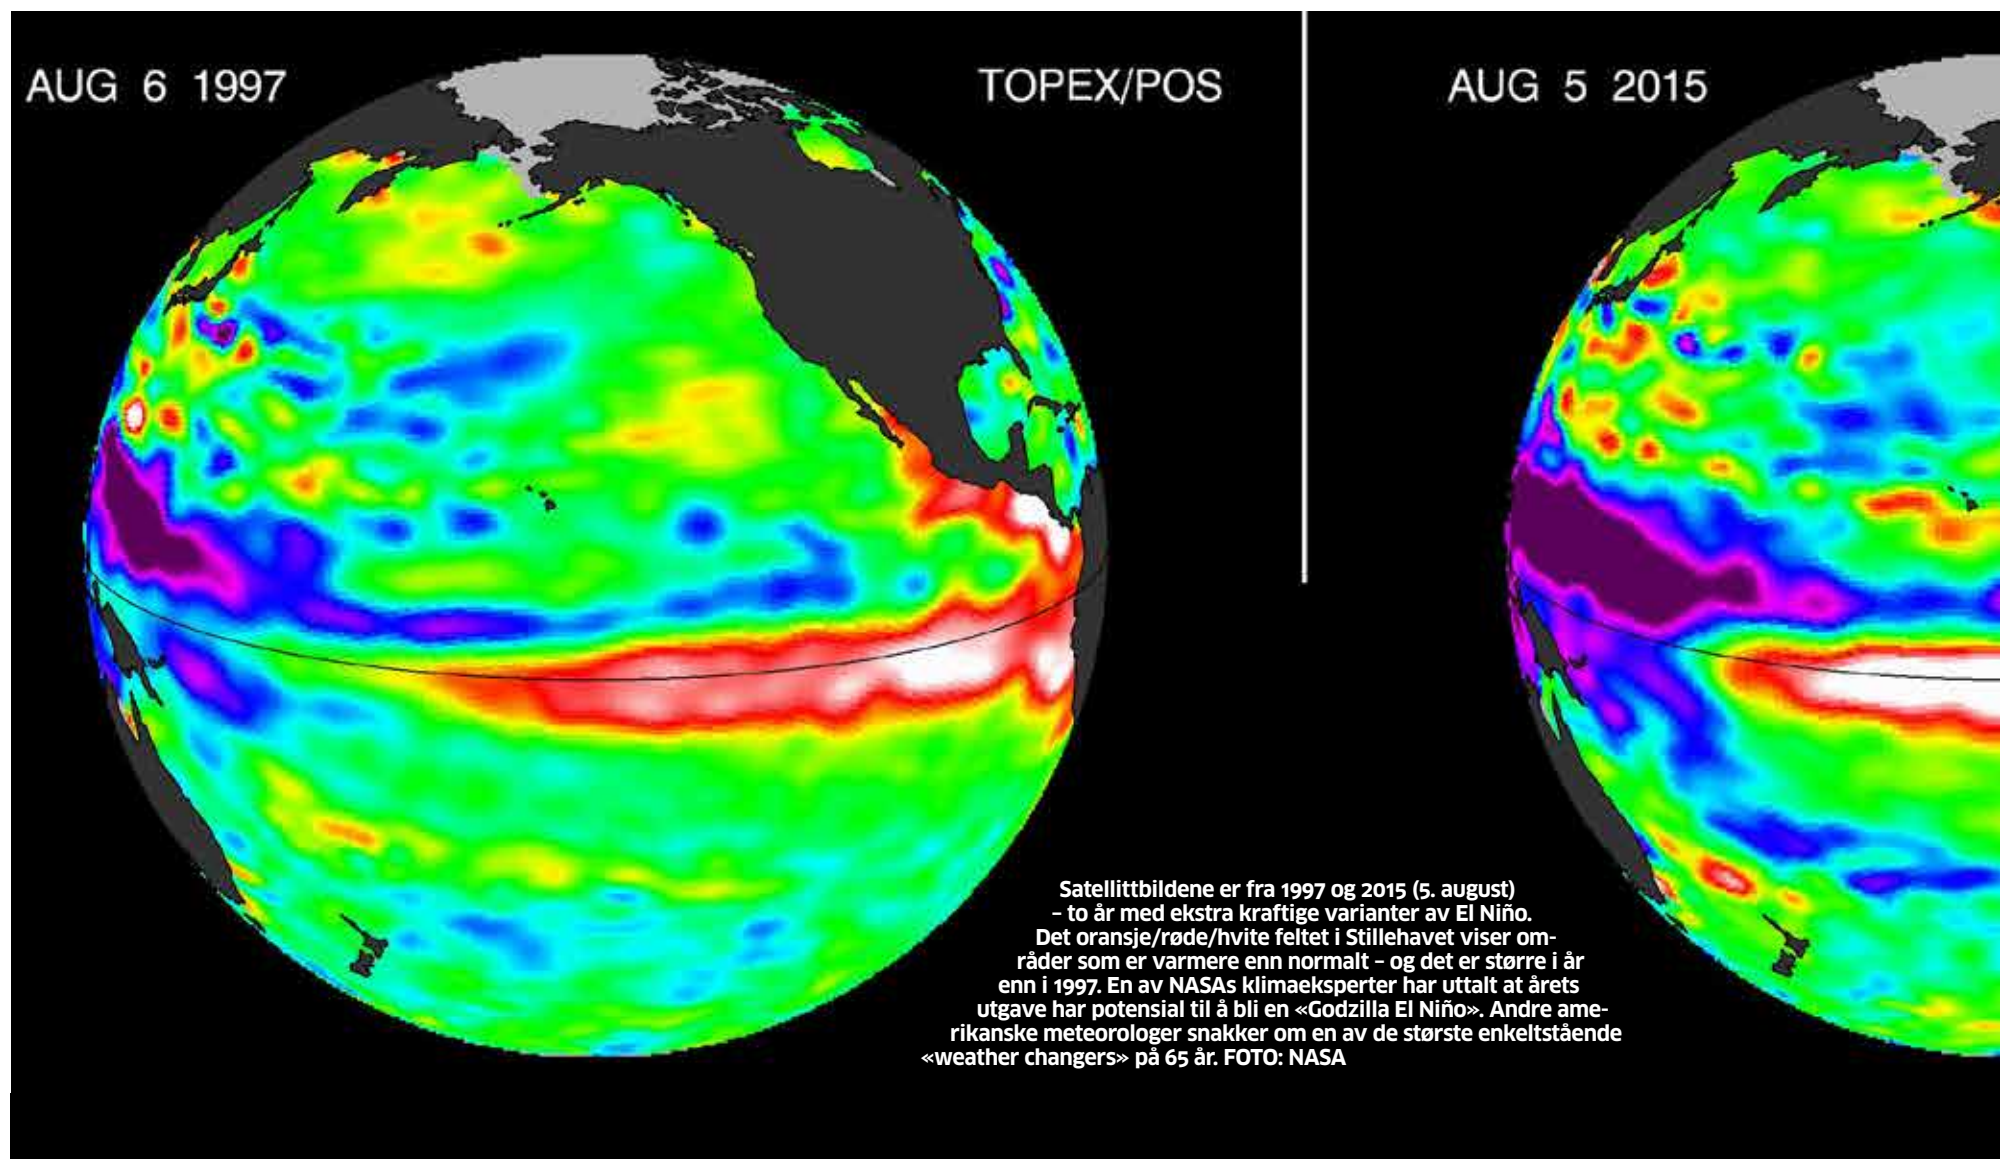 AUG 6 1997
TOPEX/POS
AUG 5 2015
Satellittbildene er fra 1997 og 2015 (5. august)
– to år med ekstra kraftige varianter av El Niño.
Det oransje/røde/hvite feltet i Stillehavet viser om-
råder som er varmere enn normalt – og det er større i år
enn i 1997. En av NASAs klimaeksperter har uttalt at årets
utgave har potensial til å bli en «Godzilla El Niño». Andre ame-
rikanske meteorologer snakker om en av de største enkeltstående
«weather changers» på 65 år. FOTO: NASA